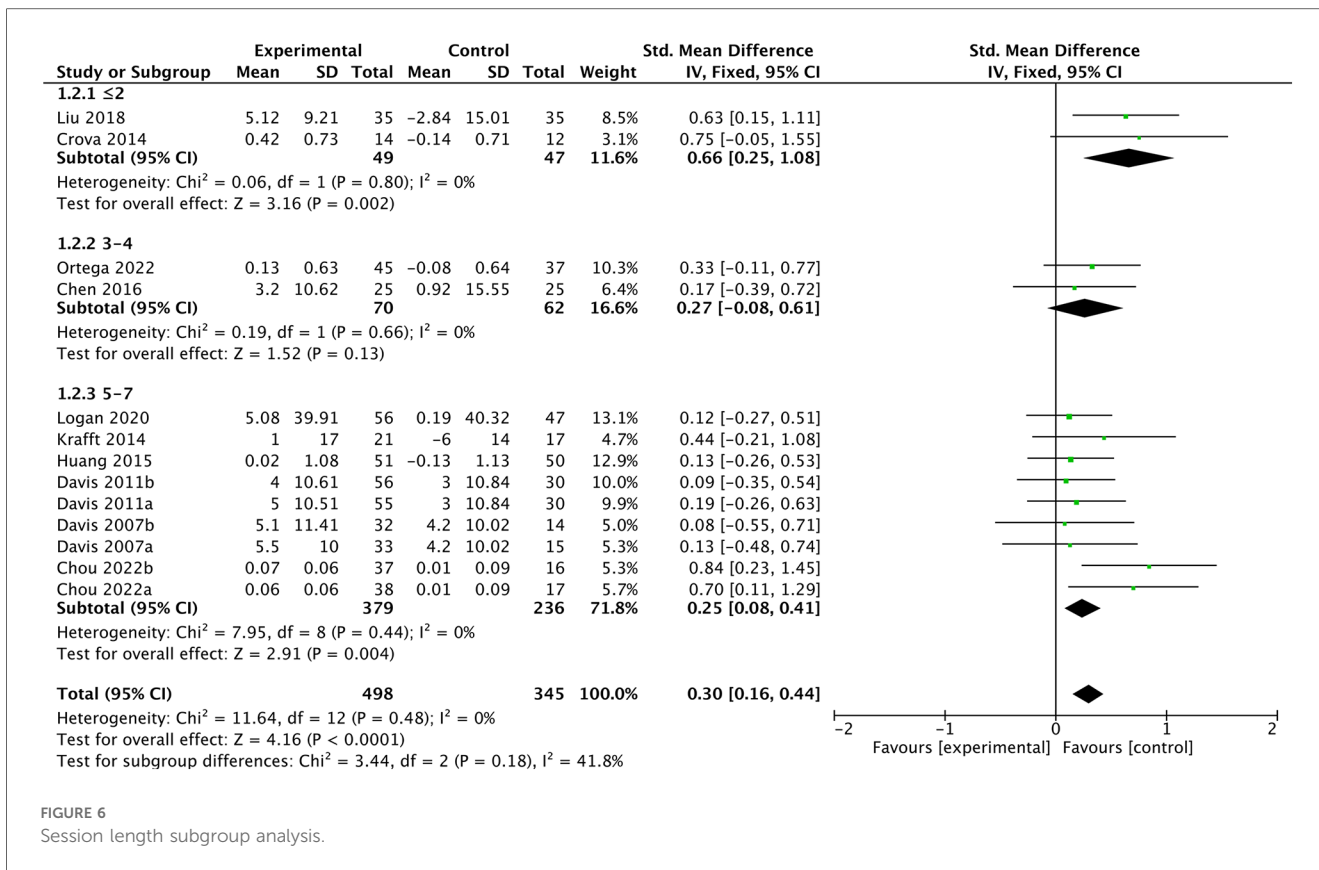 Experimental Control Std. Mean Difference Std. Mean Difference
Study or Subgroup Mean SD Total Mean SD Total Weight IV, Fixed, 95% CI IV, Fixed, 95% CI
1.2.1 ≤2
Liu 2018 5.12 9.21 35 −2.84 15.01 35 8.5% 0.63 [0.15, 1.11]
Crova 2014 0.42 0.73 14 −0.14 0.71 12 3.1% 0.75 [−0.05, 1.55]
Subtotal (95% CI) 49 47 11.6% 0.66 [0.25, 1.08]
Heterogeneity: Chi² = 0.06, df = 1 (P = 0.80); I² = 0%
Test for overall effect: Z = 3.16 (P = 0.002)
1.2.2 3−4
Ortega 2022 0.13 0.63 45 −0.08 0.64 37 10.3% 0.33 [−0.11, 0.77]
Chen 2016 3.2 10.62 25 0.92 15.55 25 6.4% 0.17 [−0.39, 0.72]
Subtotal (95% CI) 70 62 16.6% 0.27 [−0.08, 0.61]
Heterogeneity: Chi² = 0.19, df = 1 (P = 0.66); I² = 0%
Test for overall effect: Z = 1.52 (P = 0.13)
1.2.3 5−7
Logan 2020 5.08 39.91 56 0.19 40.32 47 13.1% 0.12 [−0.27, 0.51]
Krafft 2014 1 17 21 −6 14 17 4.7% 0.44 [−0.21, 1.08]
Huang 2015 0.02 1.08 51 −0.13 1.13 50 12.9% 0.13 [−0.26, 0.53]
Davis 2011b 4 10.61 56 3 10.84 30 10.0% 0.09 [−0.35, 0.54]
Davis 2011a 5 10.51 55 3 10.84 30 9.9% 0.19 [−0.26, 0.63]
Davis 2007b 5.1 11.41 32 4.2 10.02 14 5.0% 0.08 [−0.55, 0.71]
Davis 2007a 5.5 10 33 4.2 10.02 15 5.3% 0.13 [−0.48, 0.74]
Chou 2022b 0.07 0.06 37 0.01 0.09 16 5.3% 0.84 [0.23, 1.45]
Chou 2022a 0.06 0.06 38 0.01 0.09 17 5.7% 0.70 [0.11, 1.29]
Subtotal (95% CI) 379 236 71.8% 0.25 [0.08, 0.41]
Heterogeneity: Chi² = 7.95, df = 8 (P = 0.44); I² = 0%
Test for overall effect: Z = 2.91 (P = 0.004)
Total (95% CI) 498 345 100.0% 0.30 [0.16, 0.44]
Heterogeneity: Chi² = 11.64, df = 12 (P = 0.48); I² = 0%
Test for overall effect: Z = 4.16 (P < 0.0001)
Test for subgroup differences: Chi² = 3.44, df = 2 (P = 0.18), I² = 41.8%
−2 −1 0 1 2
Favours [experimental] Favours [control]
FIGURE 6
Session length subgroup analysis.